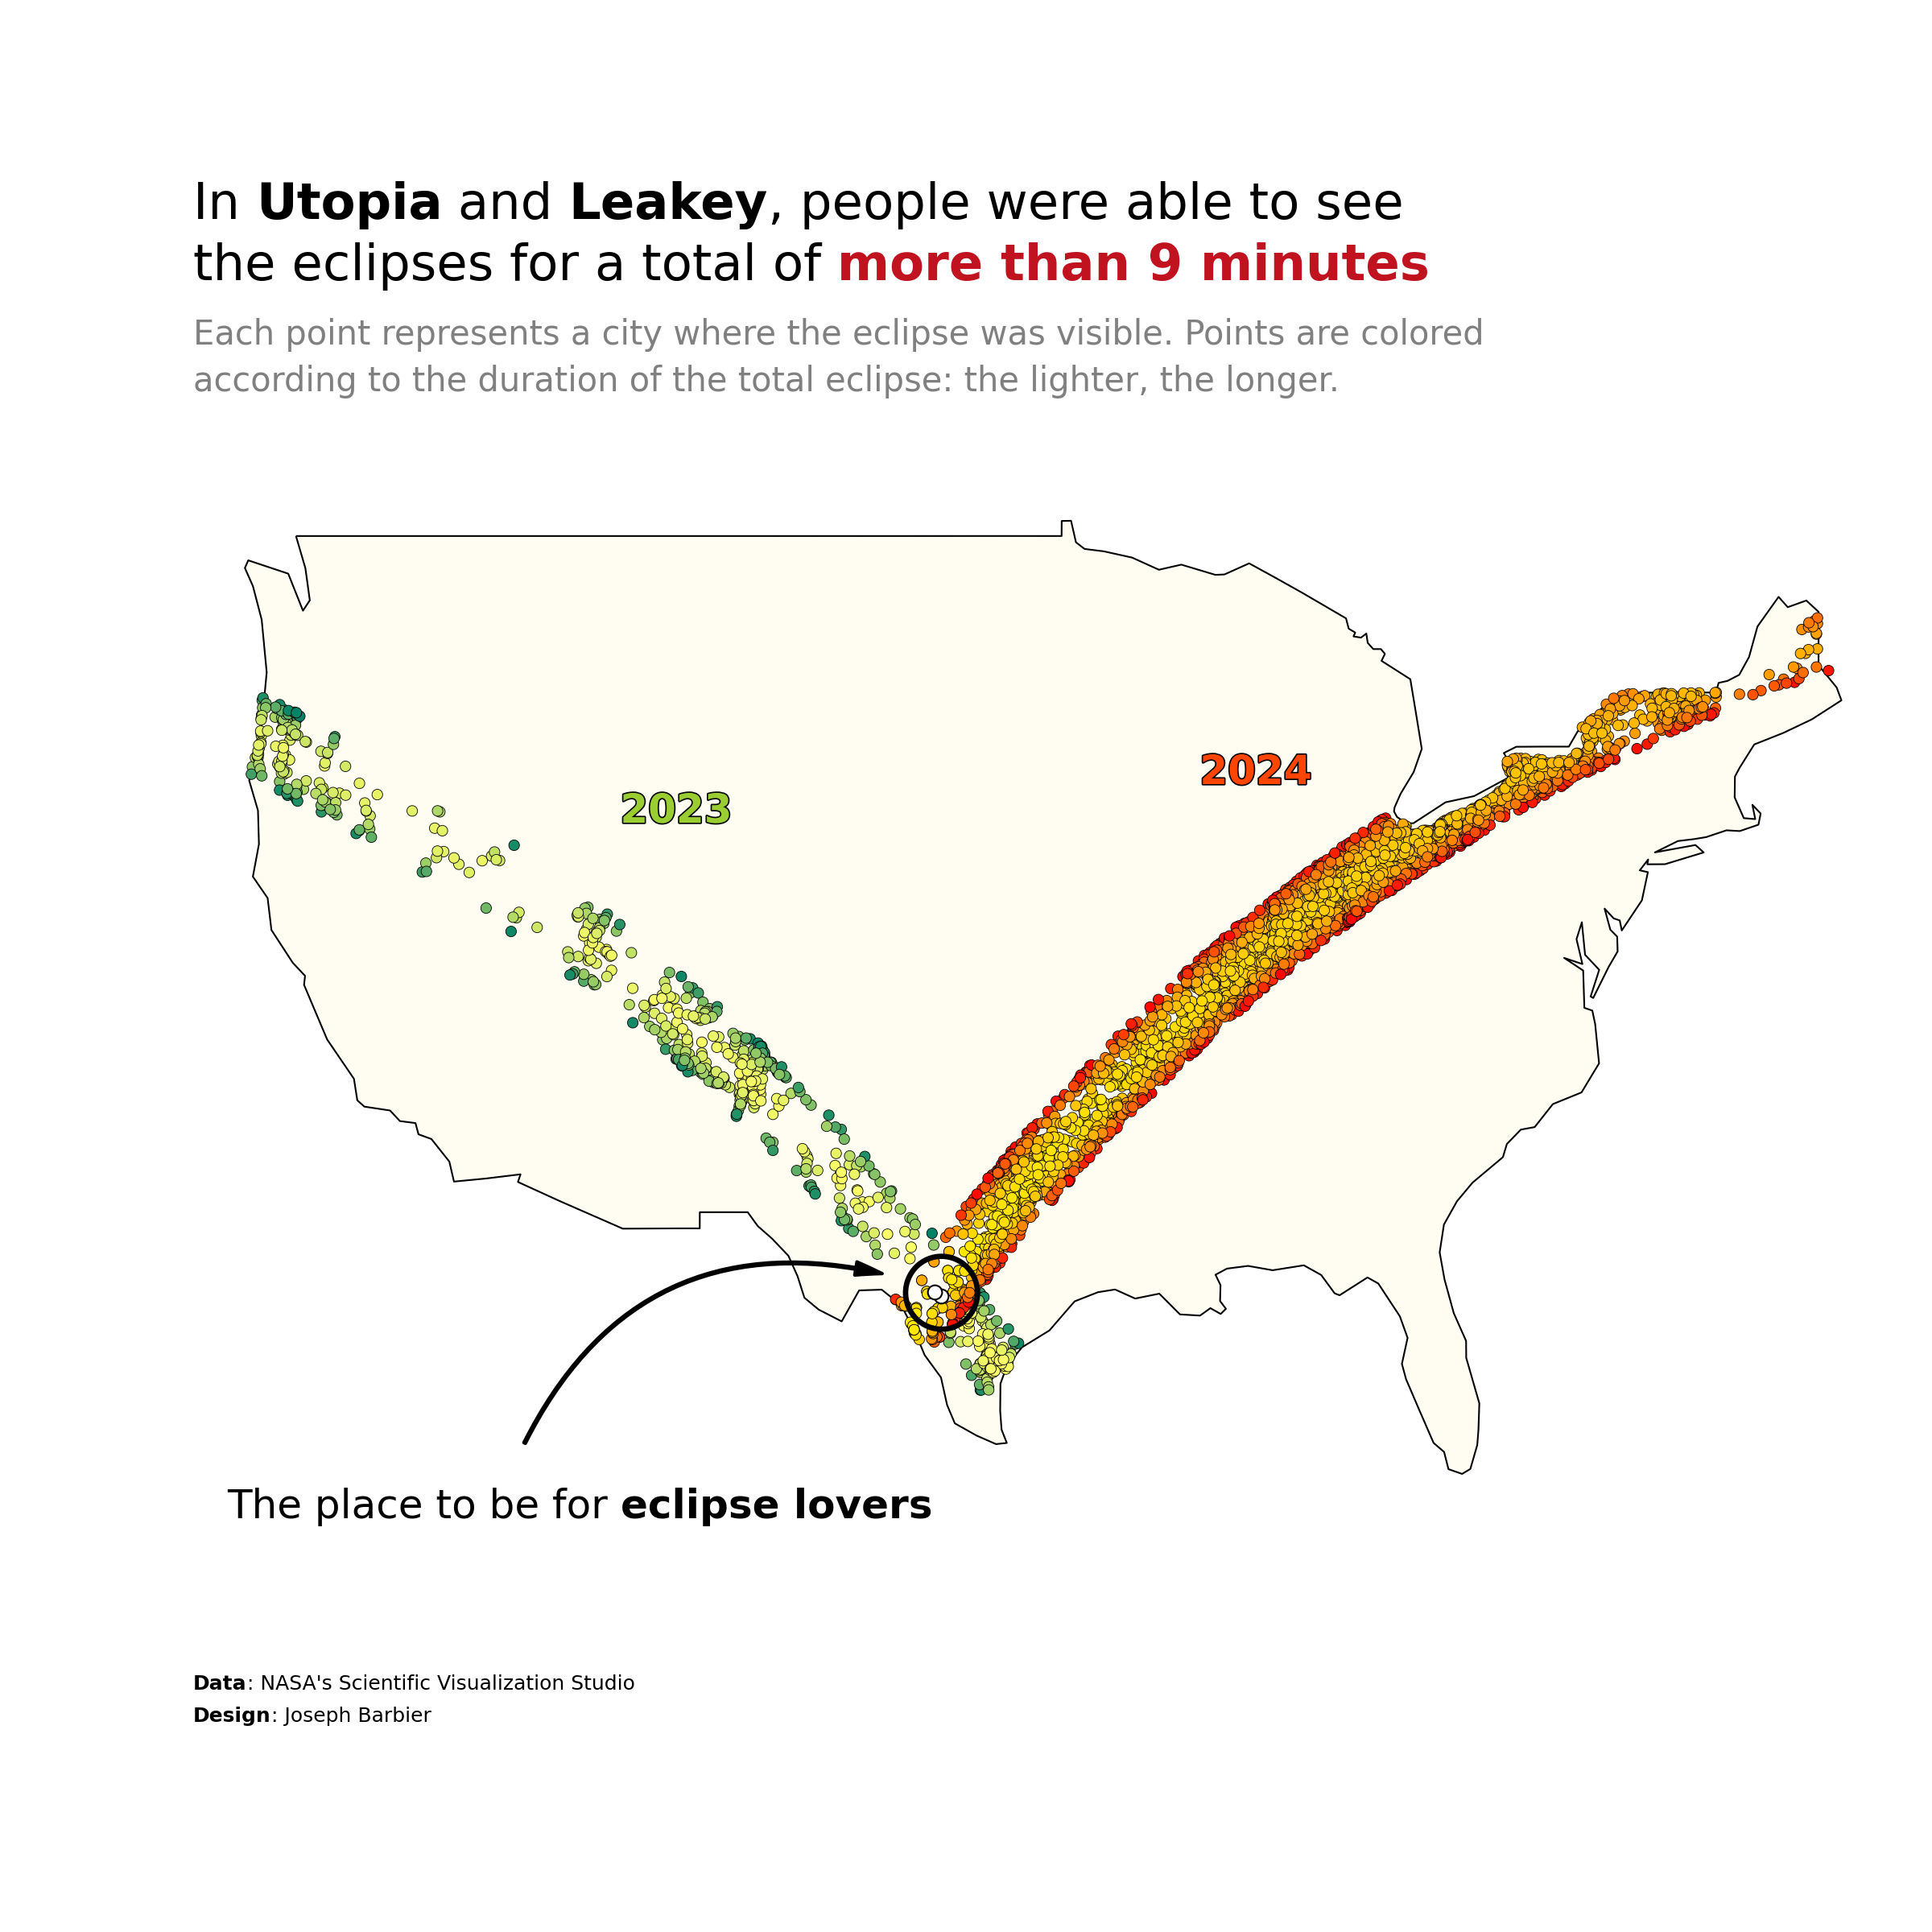 In Utopia and Leakey, people were able to see
the eclipses for a total of more than 9 minutes
Each point represents a city where the eclipse was visible. Points are colored
according to the duration of the total eclipse: the lighter, the longer.
2024
2023
The place to be for eclipse lovers
Data: NASA's Scientific Visualization Studio
Design: Joseph Barbier